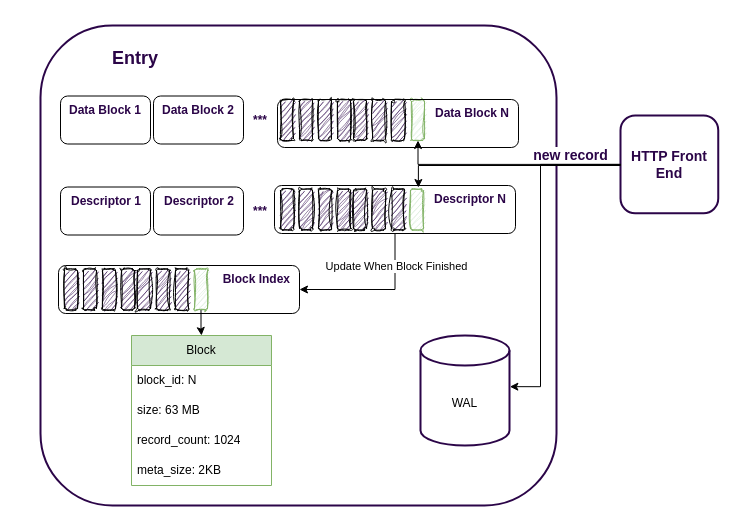 Entry
Data Block 1
Data Block 2
***
Data Block N
new record
HTTP Front
End
Descriptor 1
Descriptor 2
***
Descriptor N
Update When Block Finished
Block Index
Block
block_id: N
size: 63 MB
record_count: 1024
meta_size: 2KB
WAL